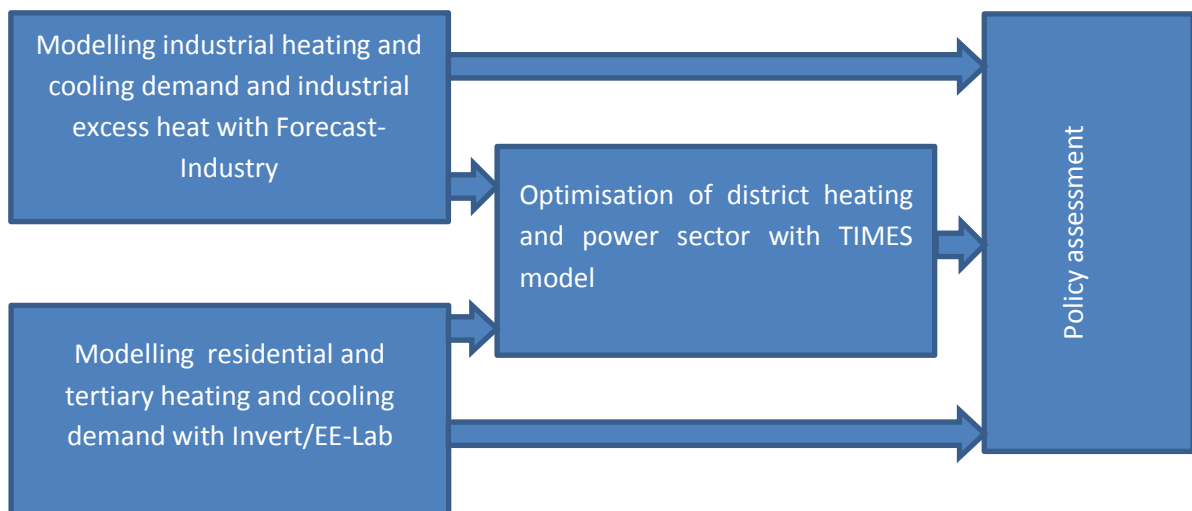 Modelling industrial heating and
cooling demand and industrial
excess heat with Forecast-
Industry
Optimisation of district heating
and power sector with TIMES
model
Modelling residential and
tertiary heating and cooling
demand with Invert/EE-Lab
Policy assessment